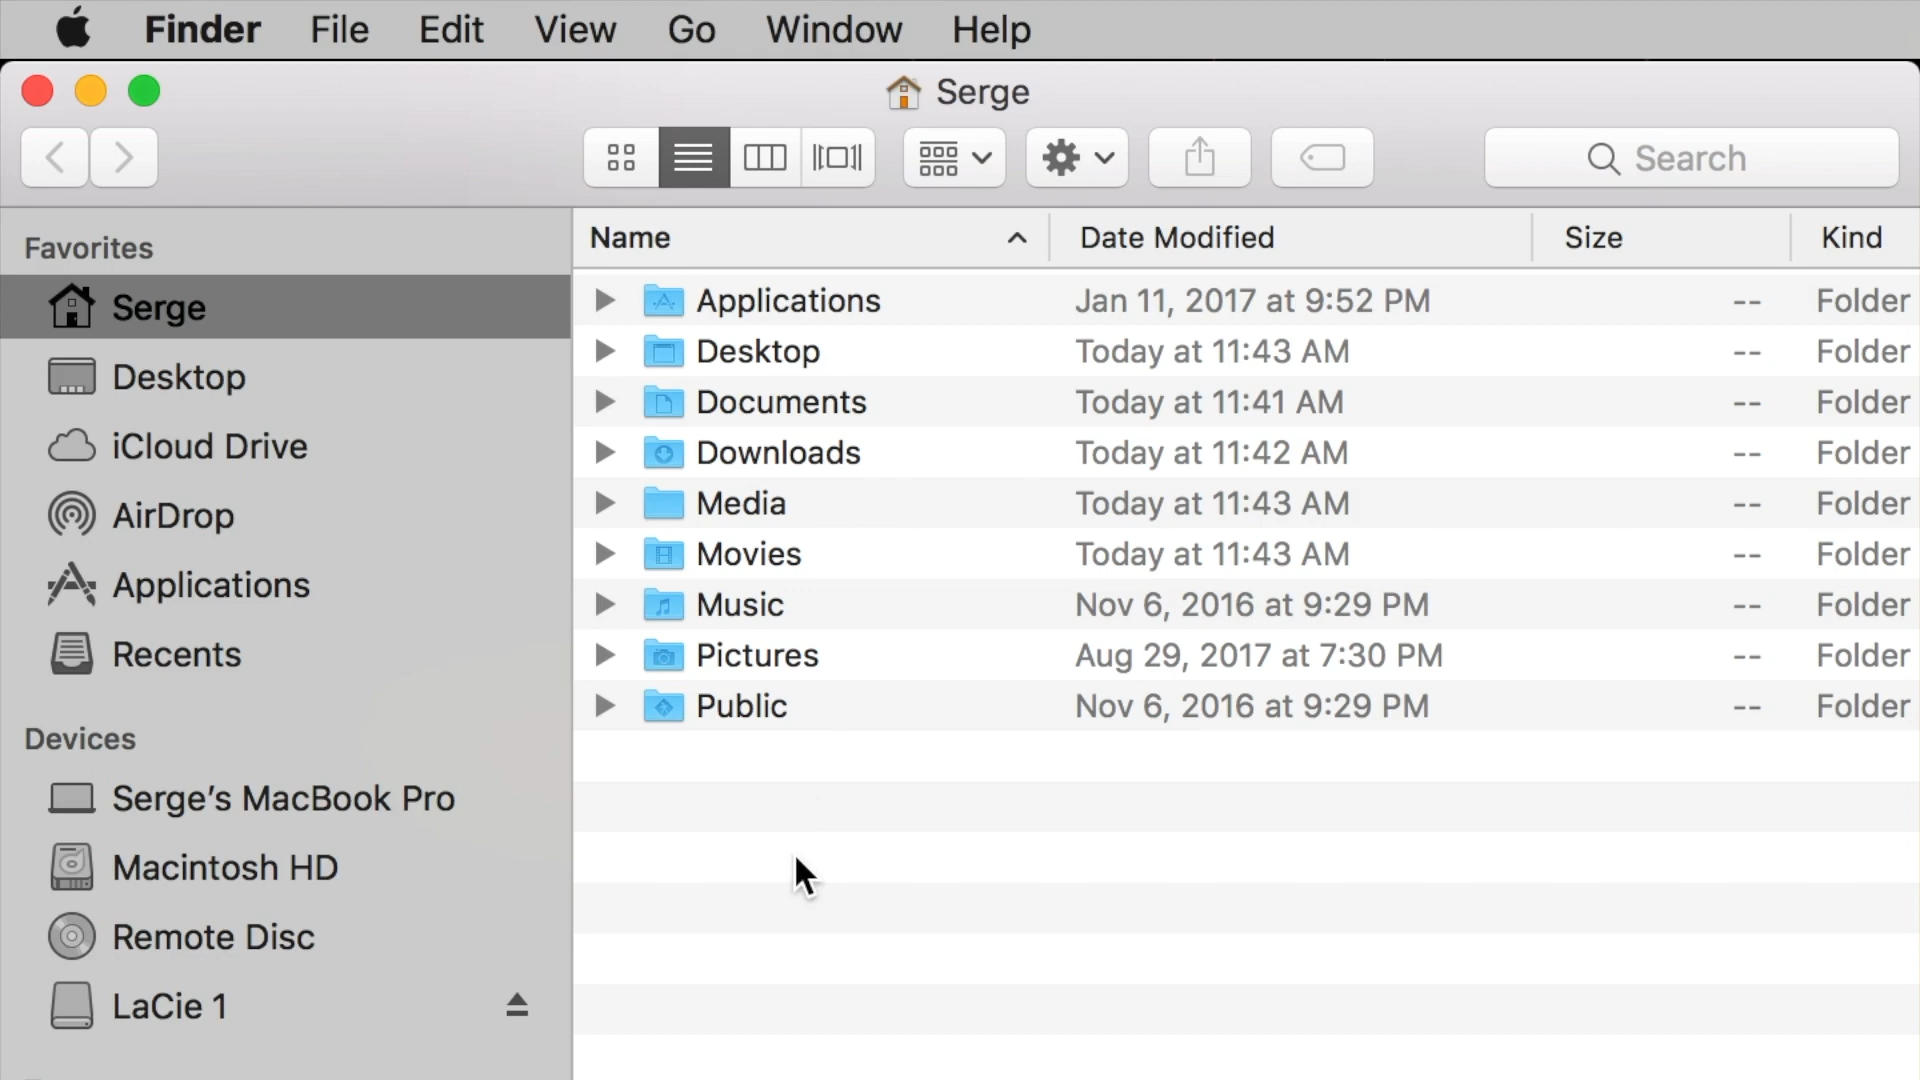 Finder File Edit View Go Window Help
Serge
Search
Favorites
Serge
Desktop
iCloud Drive
AirDrop
Applications
Recents
Devices
Serge’s MacBook Pro
Macintosh HD
Remote Disc
LaCie 1
Name Date Modified Size Kind
Applications Jan 11, 2017 at 9:52 PM -- Folder
Desktop Today at 11:43 AM -- Folder
Documents Today at 11:41 AM -- Folder
Downloads Today at 11:42 AM -- Folder
Media Today at 11:43 AM -- Folder
Movies Today at 11:43 AM -- Folder
Music Nov 6, 2016 at 9:29 PM -- Folder
Pictures Aug 29, 2017 at 7:30 PM -- Folder
Public Nov 6, 2016 at 9:29 PM -- Folder